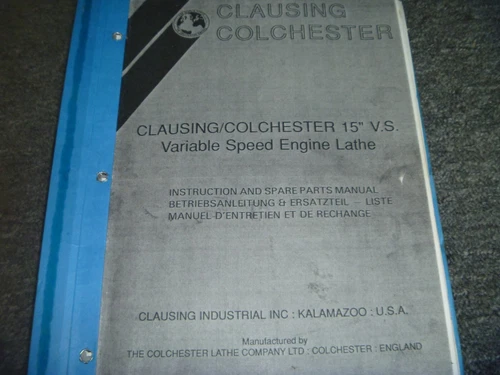 CLAUSING
COLCHESTER
CLAUSING/COLCHESTER 15" V.S.
Variable Speed Engine Lathe
INSTRUCTION AND SPARE PARTS MANUAL
BETRIEBSANLEITUNG & ERSATZTEIL - LISTE
MANUEL D'ENTRETIEN ET DE RECHANGE
CLAUSING INDUSTRIAL INC : KALAMAZOO : U.S.A.
Manufactured by
THE COLCHESTER LATHE COMPANY LTD : COLCHESTER : ENGLAND